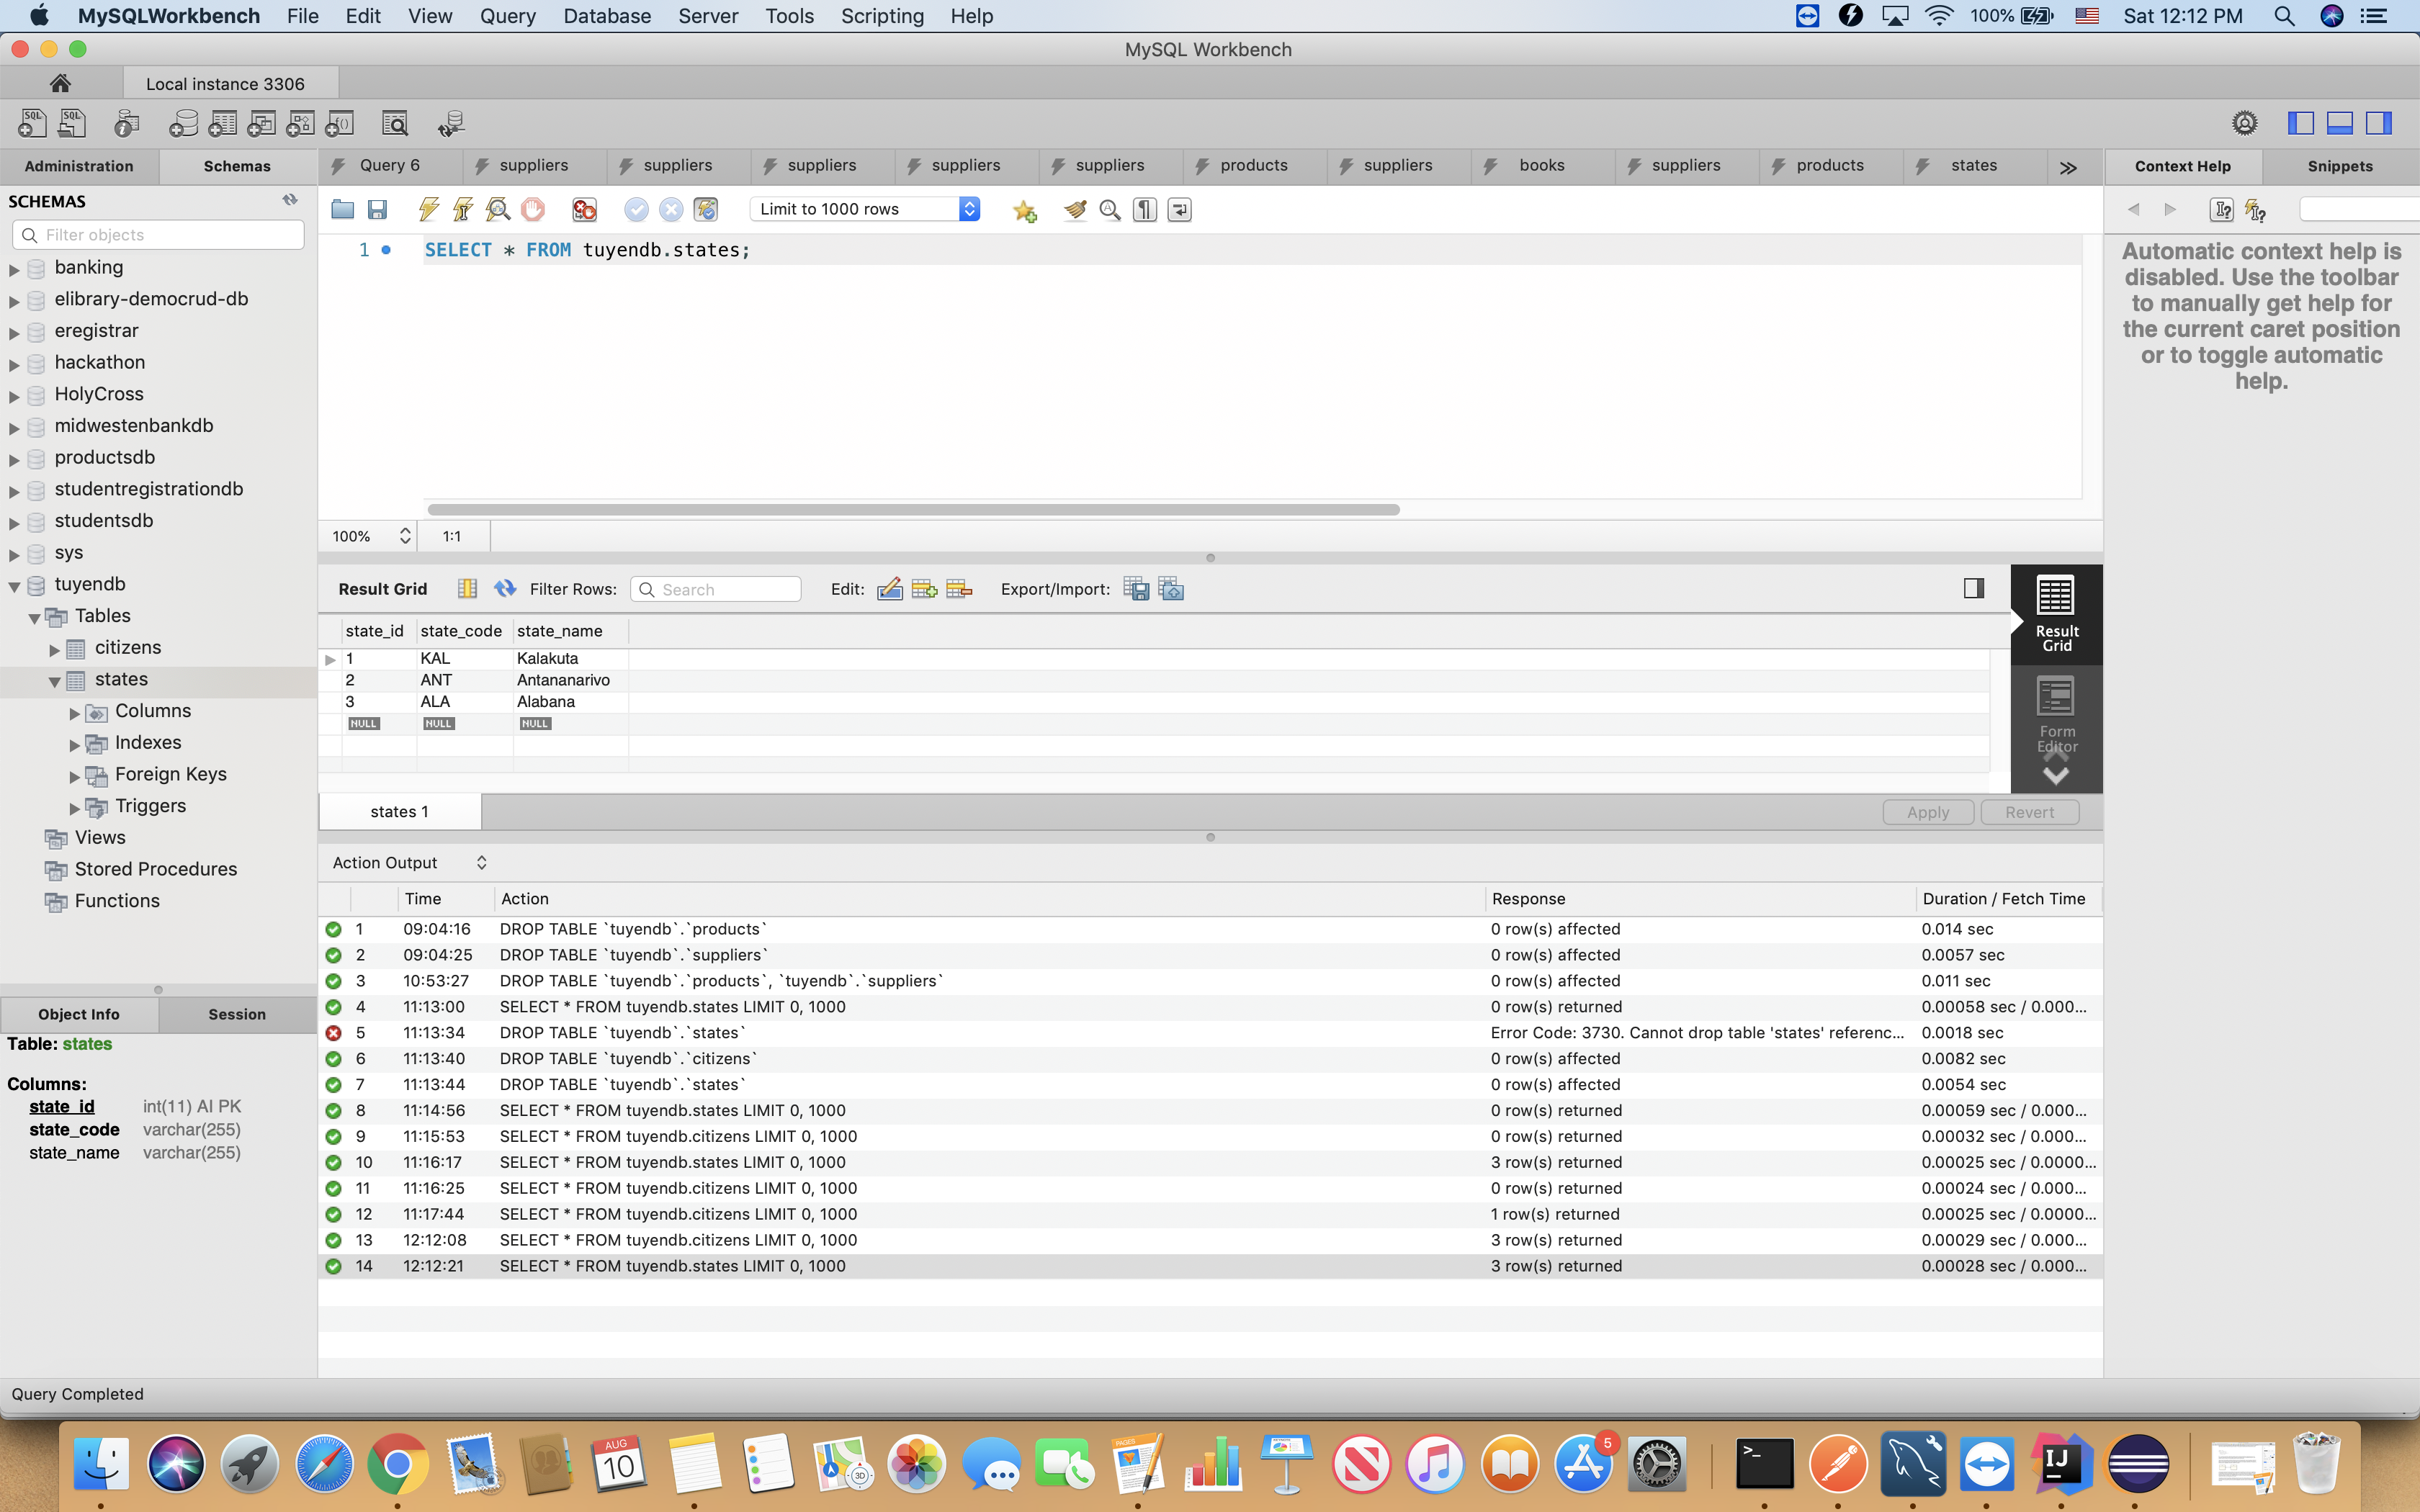 MySQLWorkbench File Edit View Query Database Server Tools Scripting Help 100% Sat 12:12 PM
MySQL Workbench
Local instance 3306
Administration Schemas Query 6 suppliers suppliers suppliers suppliers suppliers products suppliers books suppliers products states Context Help Snippets
SCHEMAS
Limit to 1000 rows
Filter objects
1 SELECT * FROM tuyendb.states;
Automatic context help is
disabled. Use the toolbar
to manually get help for
the current caret position
or to toggle automatic
help.
banking
elibrary-democrud-db
eregistrar
hackathon
HolyCross
midwestenbankdb
productsdb
studentregistrationdb
studentsdb
sys
tuyendb
Tables
citizens
states
Columns
Indexes
Foreign Keys
Triggers
Views
Stored Procedures
Functions
100% 1:1
Result Grid Filter Rows: Search Edit: Export/Import:
Result
Grid
Form
Editor
state_id state_code state_name
1 KAL Kalakuta
2 ANT Antananarivo
3 ALA Alabana
NULL NULL NULL
states 1 Apply Revert
Action Output
Time Action Response Duration / Fetch Time
1 09:04:16 DROP TABLE `tuyendb`.`products` 0 row(s) affected 0.014 sec
2 09:04:25 DROP TABLE `tuyendb`.`suppliers` 0 row(s) affected 0.0057 sec
3 10:53:27 DROP TABLE `tuyendb`.`products`, `tuyendb`.`suppliers` 0 row(s) affected 0.011 sec
4 11:13:00 SELECT * FROM tuyendb.states LIMIT 0, 1000 0 row(s) returned 0.00058 sec / 0.000...
5 11:13:34 DROP TABLE `tuyendb`.`states` Error Code: 3730. Cannot drop table 'states' referenc... 0.0018 sec
6 11:13:40 DROP TABLE `tuyendb`.`citizens` 0 row(s) affected 0.0082 sec
7 11:13:44 DROP TABLE `tuyendb`.`states` 0 row(s) affected 0.0054 sec
8 11:14:56 SELECT * FROM tuyendb.states LIMIT 0, 1000 0 row(s) returned 0.00059 sec / 0.000...
9 11:15:53 SELECT * FROM tuyendb.citizens LIMIT 0, 1000 0 row(s) returned 0.00032 sec / 0.000...
10 11:16:17 SELECT * FROM tuyendb.states LIMIT 0, 1000 3 row(s) returned 0.00025 sec / 0.0000...
11 11:16:25 SELECT * FROM tuyendb.citizens LIMIT 0, 1000 0 row(s) returned 0.00024 sec / 0.000...
12 11:17:44 SELECT * FROM tuyendb.citizens LIMIT 0, 1000 1 row(s) returned 0.00025 sec / 0.0000...
13 12:12:08 SELECT * FROM tuyendb.citizens LIMIT 0, 1000 3 row(s) returned 0.00029 sec / 0.000...
14 12:12:21 SELECT * FROM tuyendb.states LIMIT 0, 1000 3 row(s) returned 0.00028 sec / 0.000...
Object Info Session
Table: states
Columns:
state_id int(11) AI PK
state_code varchar(255)
state_name varchar(255)
Query Completed
AUG
10
3D
PAGES
5
>_
IJ